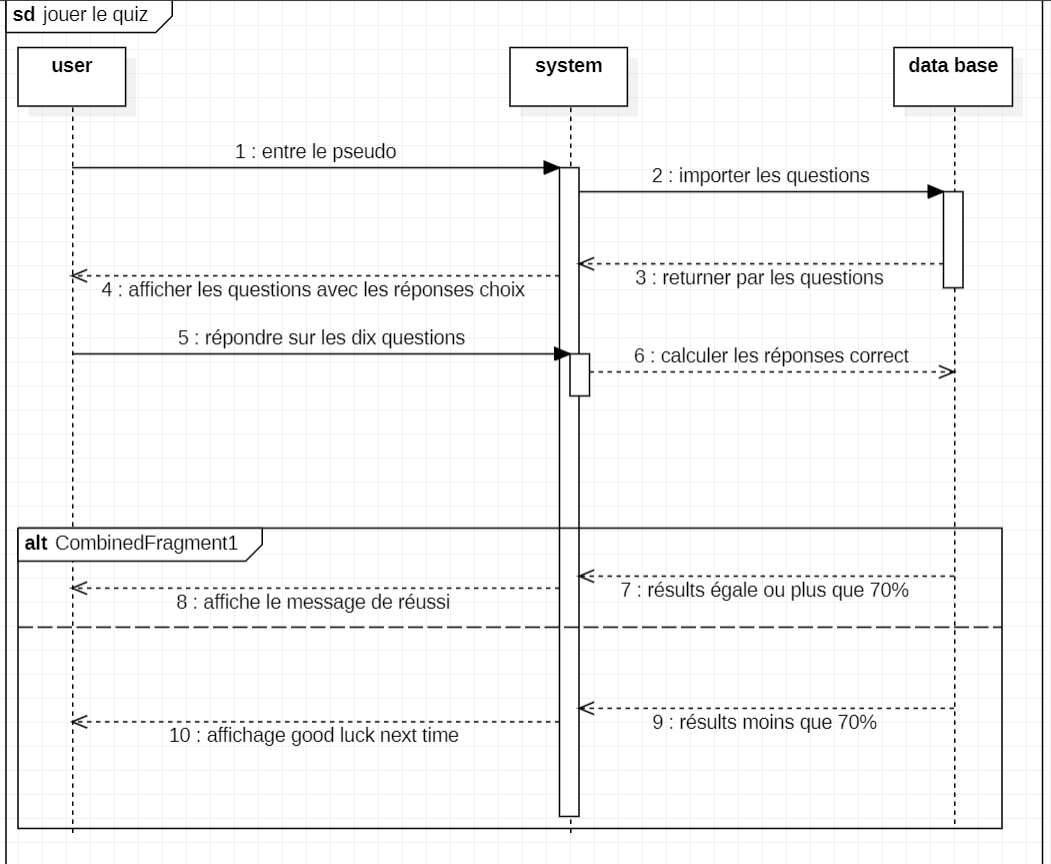 sd jouer le quiz
user
system
data base
1 : entre le pseudo
2 : importer les questions
3 : returner par les questions
4 : afficher les questions avec les réponses choix
5 : répondre sur les dix questions
6 : calculer les réponses correct
alt CombinedFragment1
7 : résults égale ou plus que 70%
8 : affiche le message de réussi
9 : résults moins que 70%
10 : affichage good luck next time